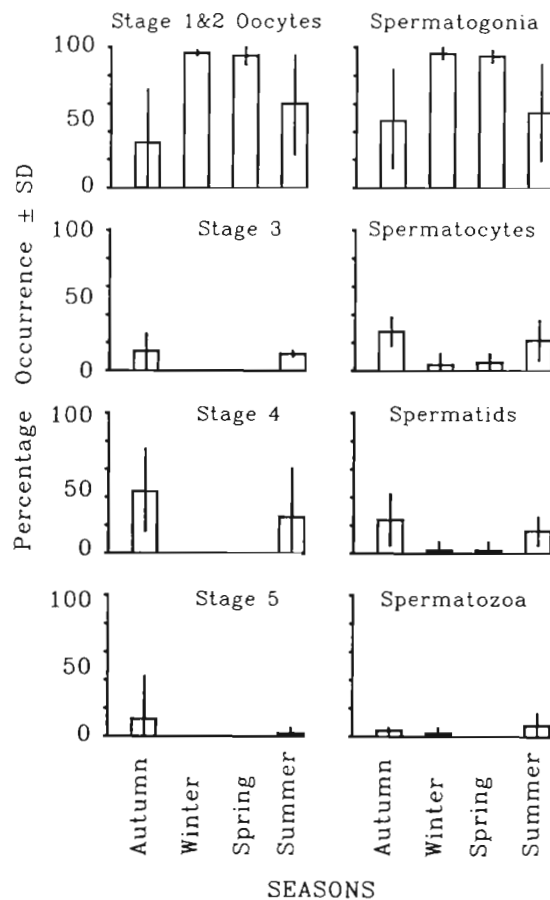 Stage 1&2 Oocytes
Spermatogonia
100
50
0
Stage 3
Spermatocytes
100
50
0
Stage 4
Spermatids
100
50
0
Stage 5
Spermatozoa
100
50
0
Percentage Occurrence ± SD
Autumn
Winter
Spring
Summer
Autumn
Winter
Spring
Summer
SEASONS